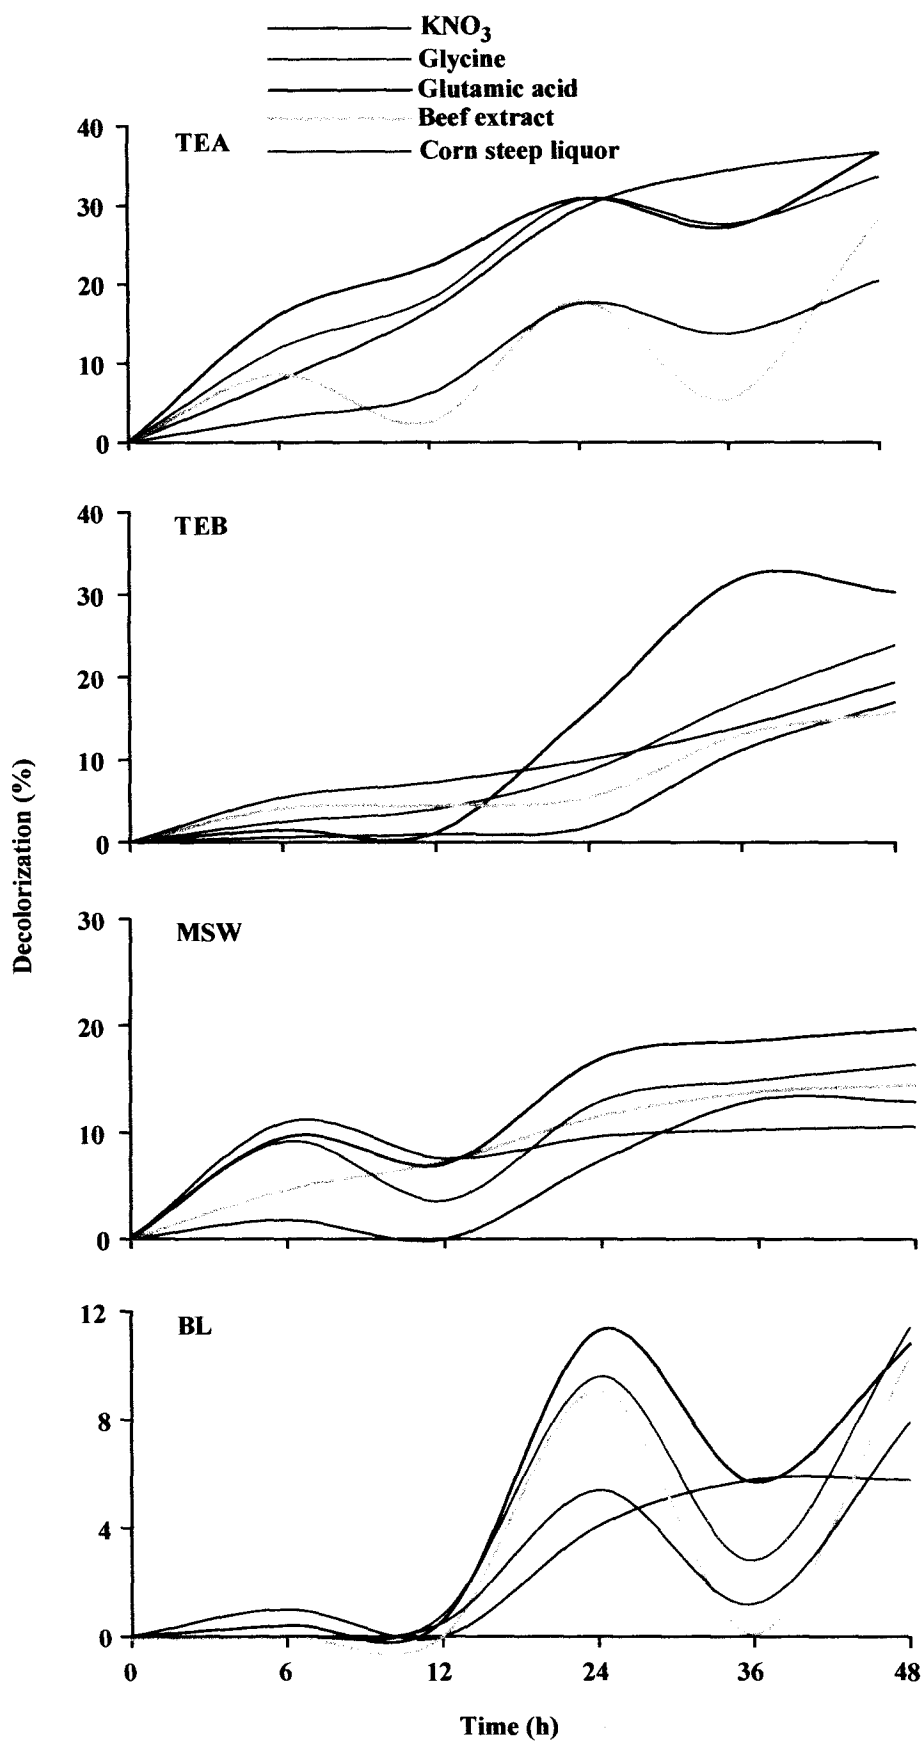 KNO3
Glycine
Glutamic acid
Beef extract
Corn steep liquor
TEA
40
30
20
10
0
TEB
40
30
20
10
0
Decolorization (%)
MSW
30
20
10
0
BL
12
8
4
0
0 6 12 24 36 48
Time (h)